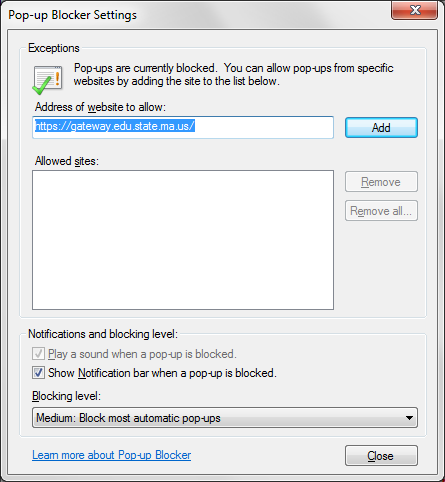 Pop-up Blocker Settings
Exceptions
Pop-ups are currently blocked. You can allow pop-ups from specific
websites by adding the site to the list below.
Address of website to allow:
https://gateway.edu.state.ma.us/
Add
Allowed sites:
Remove
Remove all...
Notifications and blocking level:
Play a sound when a pop-up is blocked.
Show Notification bar when a pop-up is blocked.
Blocking level:
Medium: Block most automatic pop-ups
Learn more about Pop-up Blocker
Close